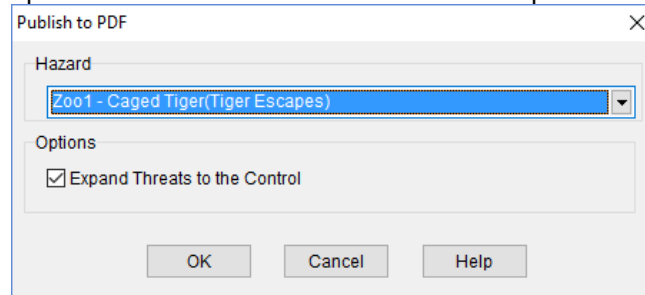 Publish to PDF
Hazard
Zoo1 - Caged Tiger(Tiger Escapes)
Options
Expand Threats to the Control
OK Cancel Help